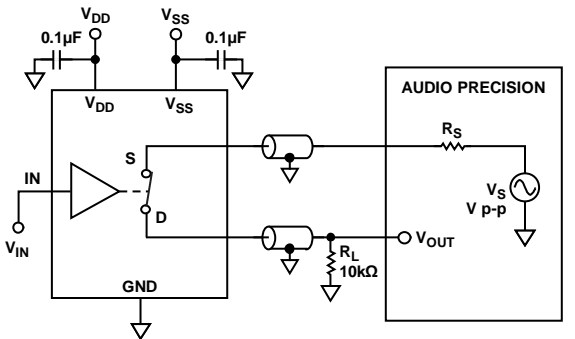 VDD
VSS
0.1µF
0.1µF
VDD
VSS
AUDIO PRECISION
RS
S
IN
VS
V p-p
D
VIN
VOUT
RL
10kΩ
GND